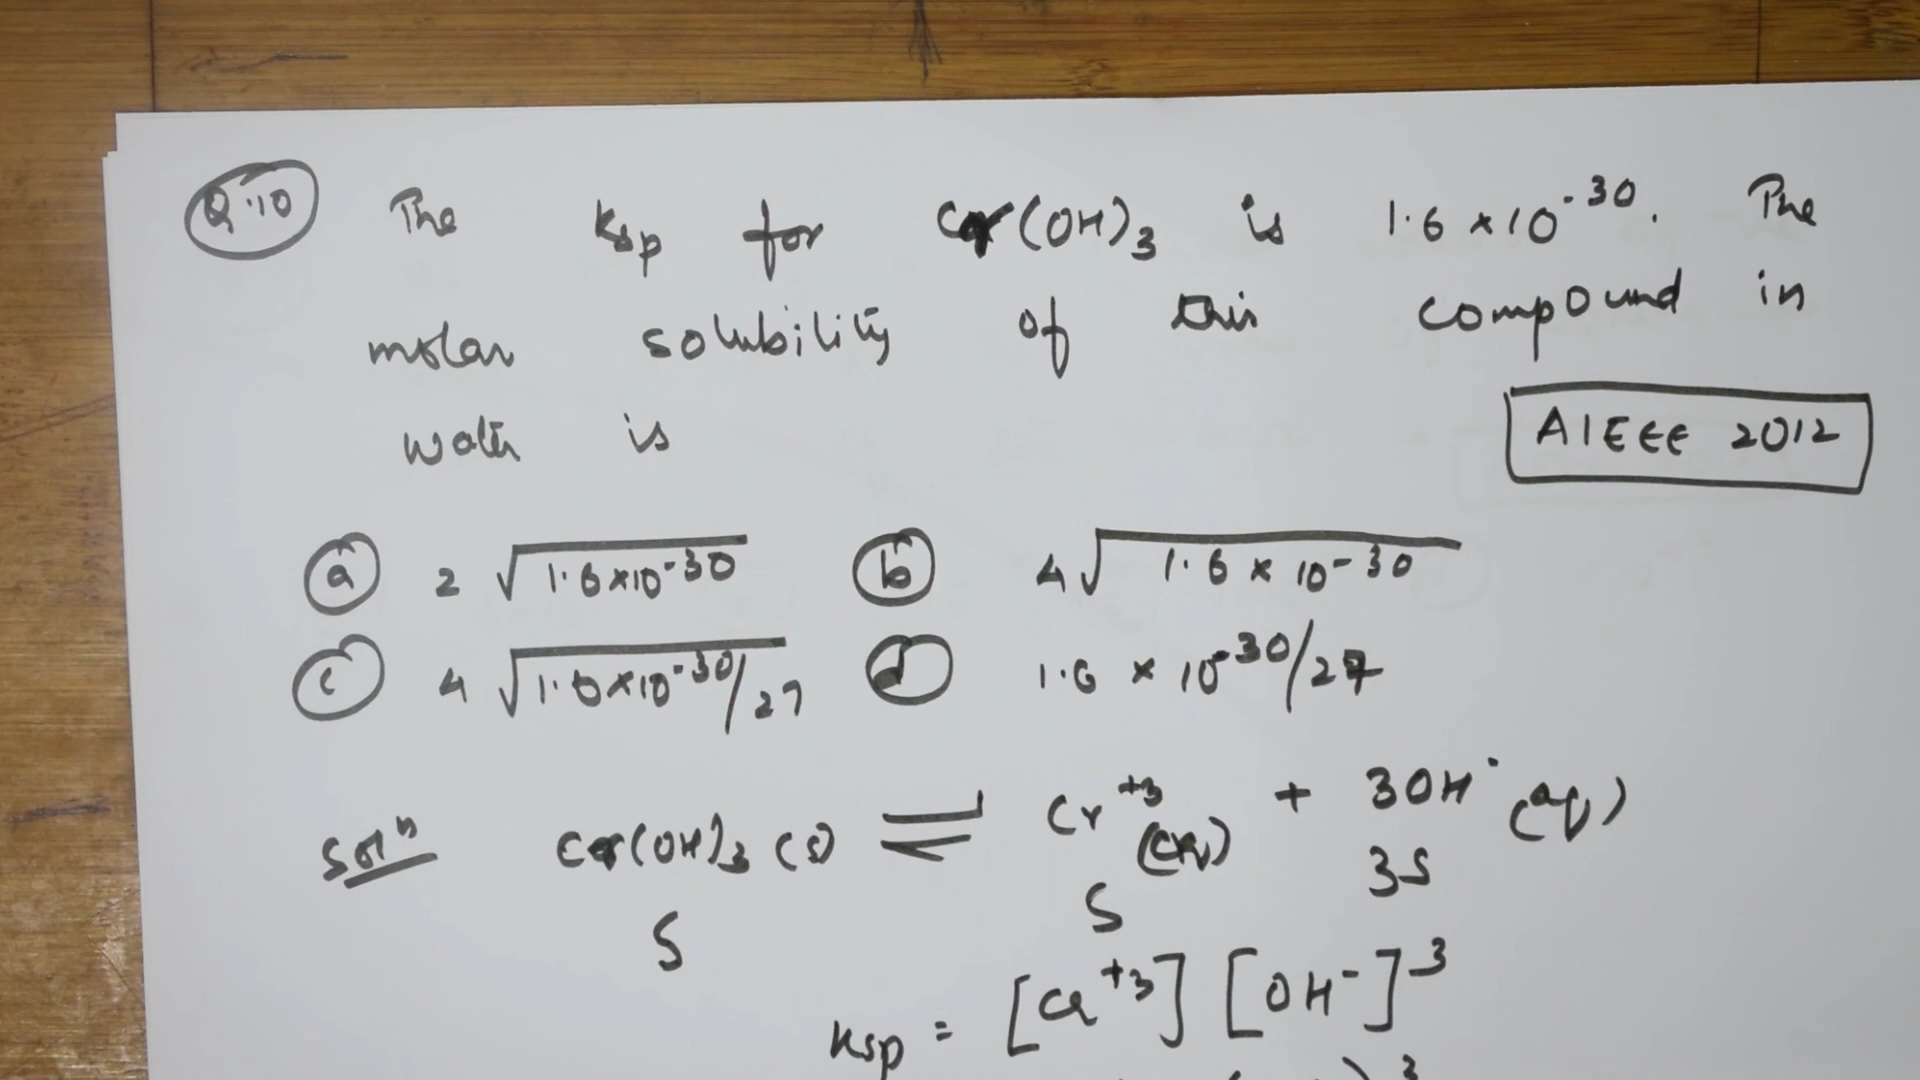 Q.10 The Ksp for Cr(OH)3 is 1.6 × 10^-30. The
molar solubility of this compound in
water is
AIEEE 2012
(a) 2 √1.6×10^-30 (b) 4√1.6 × 10^-30
(c) 4 √1.6×10^-30/27 (d) 1.6 × 10^-30/27
Solⁿ Cr(OH)3 (s) ⇌ Cr^+3 (aq) + 3OH^- (aq)
S S 3S
Ksp = [Cr^+3] [OH^-]^3